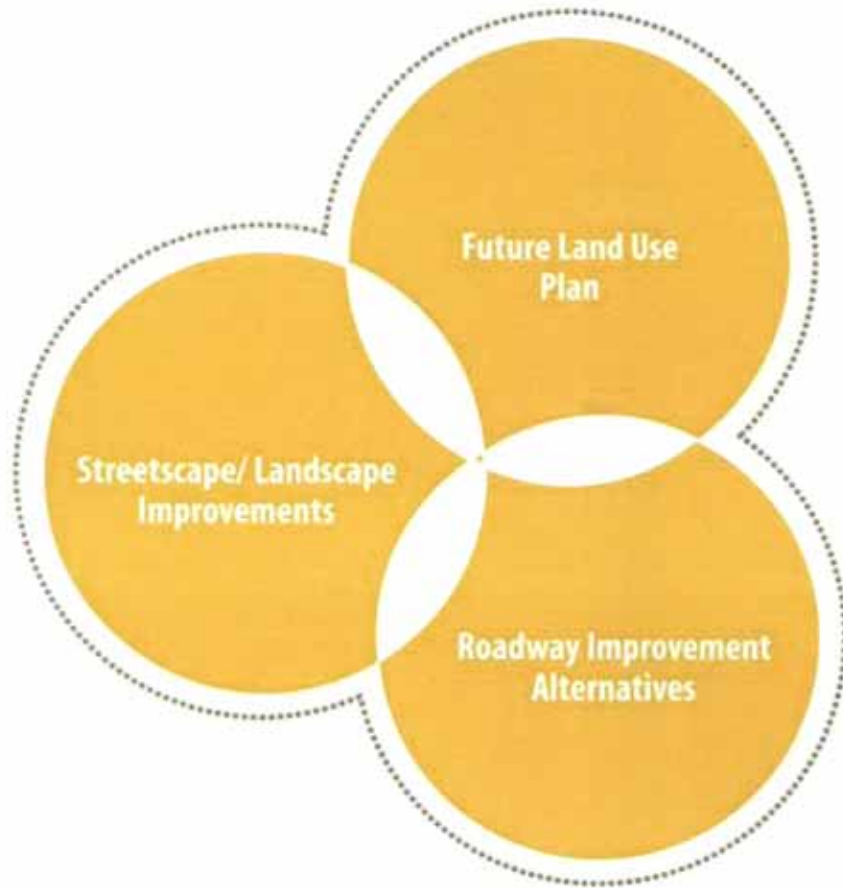 Future Land Use
Plan
Streetscape/ Landscape
Improvements
Roadway Improvement
Alternatives